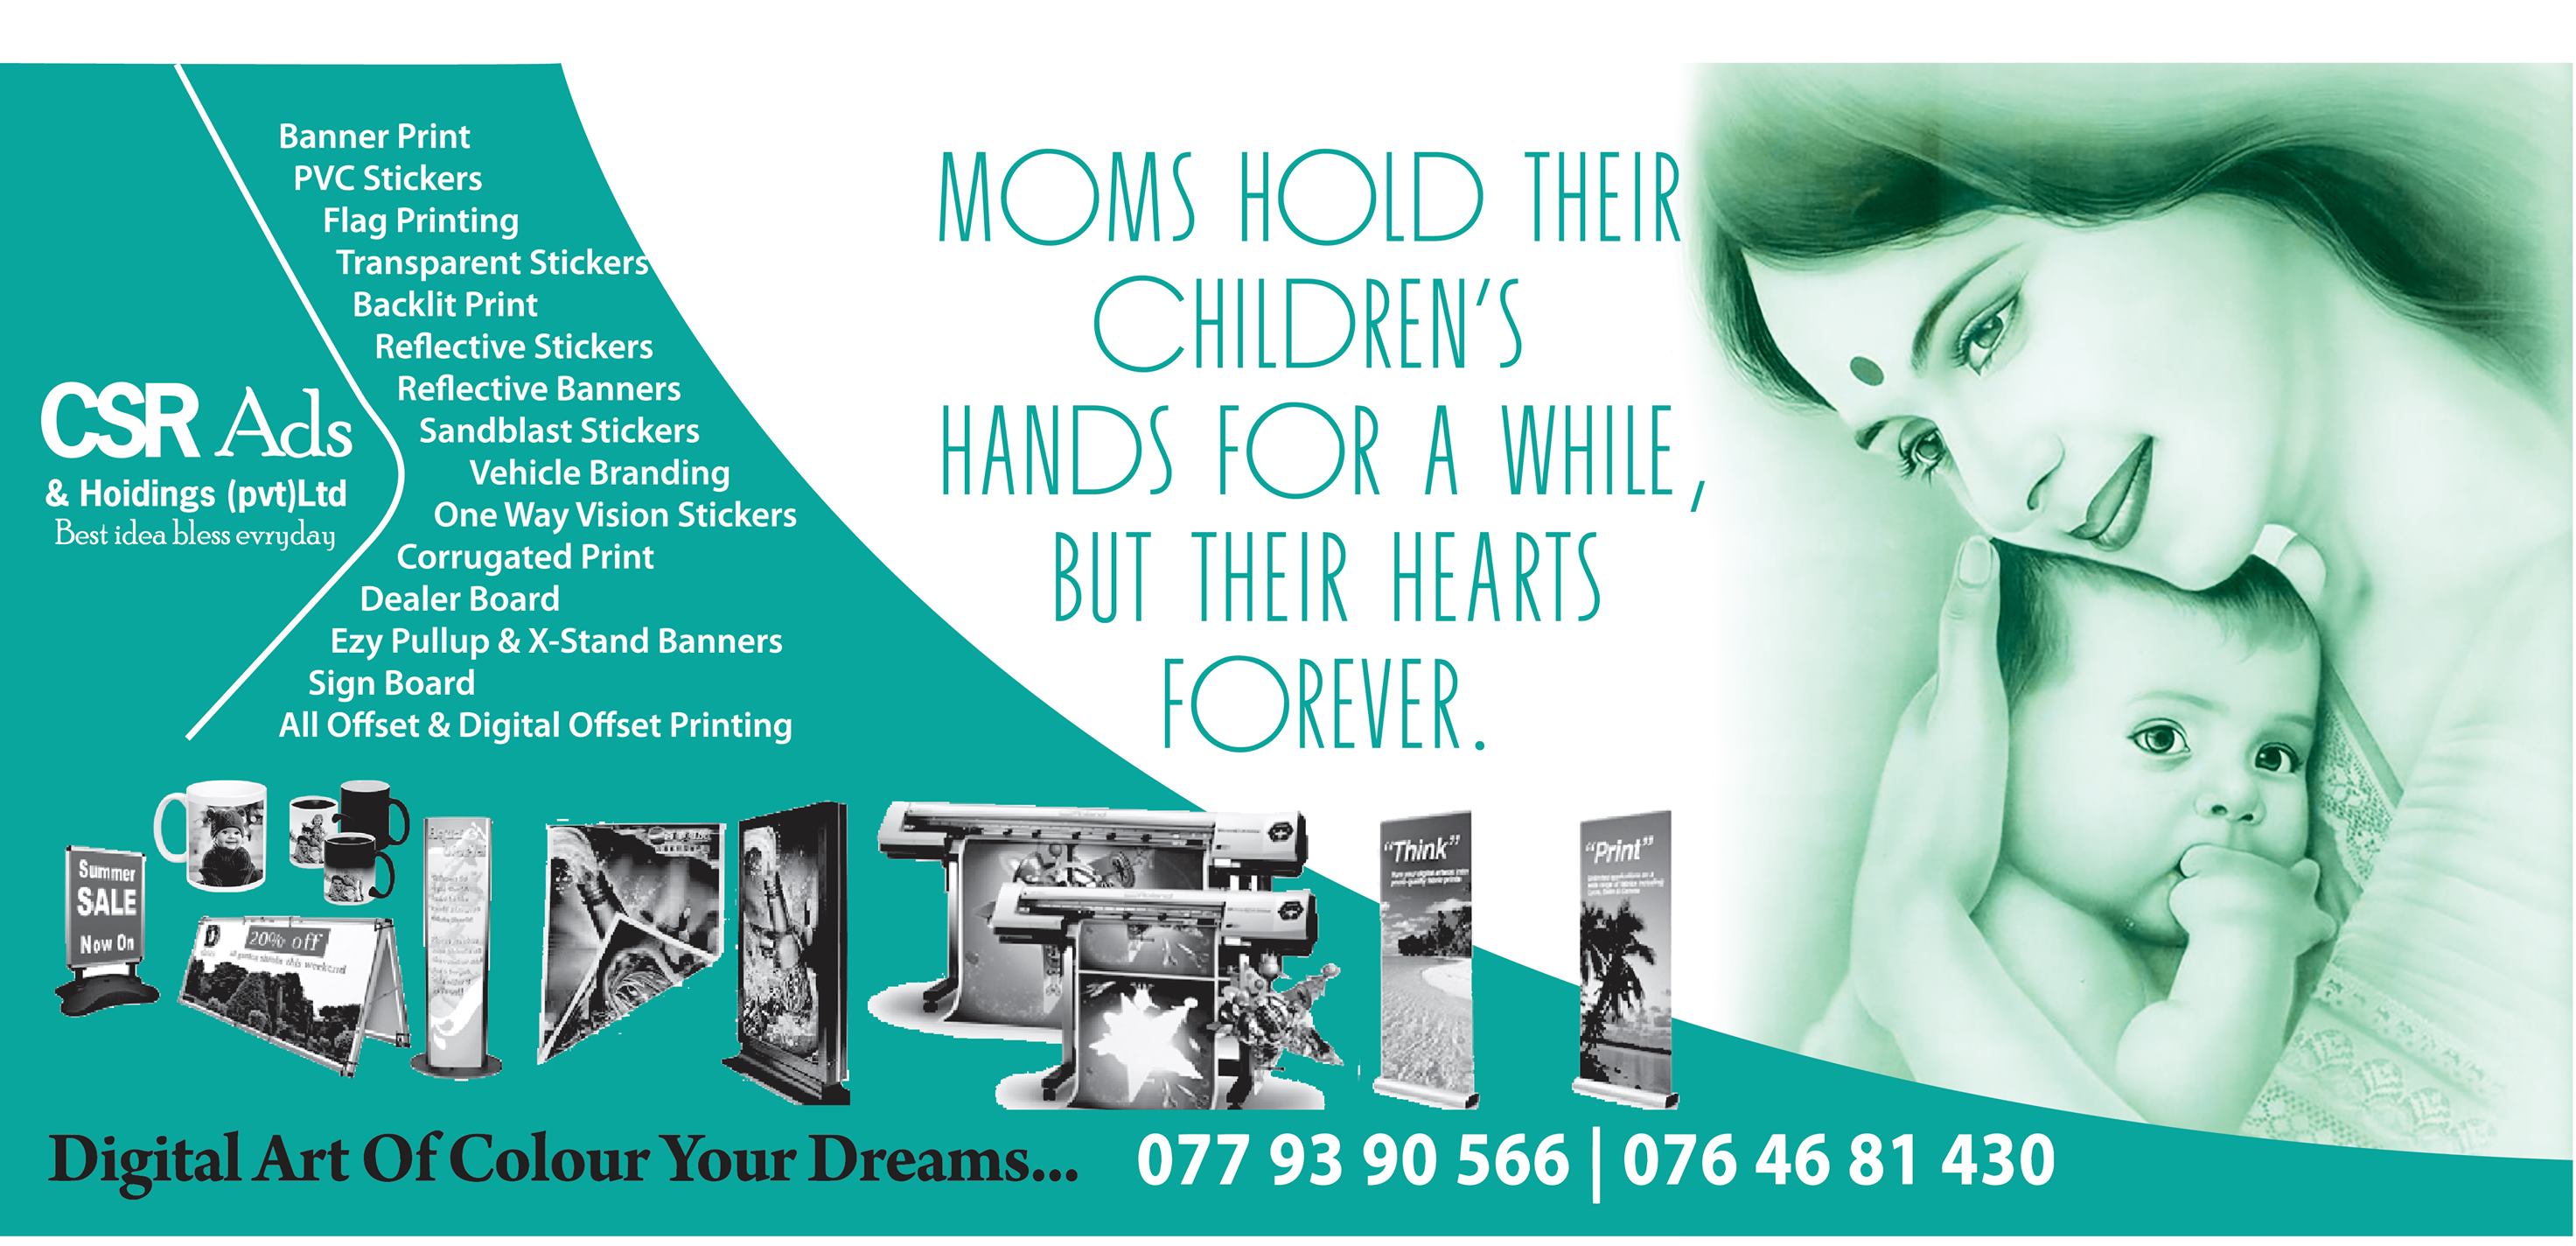 Banner Print
PVC Stickers
Flag Printing
Transparent Stickers
Backlit Print
Reflective Stickers
Reflective Banners
Sandblast Stickers
Vehicle Branding
One Way Vision Stickers
Corrugated Print
Dealer Board
Ezy Pullup & X-Stand Banners
Sign Board
All Offset & Digital Offset Printing
CSR Ads
& Hoidings (pvt)Ltd
Best idea bless evryday
MOMS HOLD THEIR
CHILDREN'S
HANDS FOR A WHILE,
BUT THEIR HEARTS
FOREVER.
Summer
SALE
Now On
20% off
this weekend
"Think"
"Print"
Digital Art Of Colour Your Dreams...
077 93 90 566 | 076 46 81 430